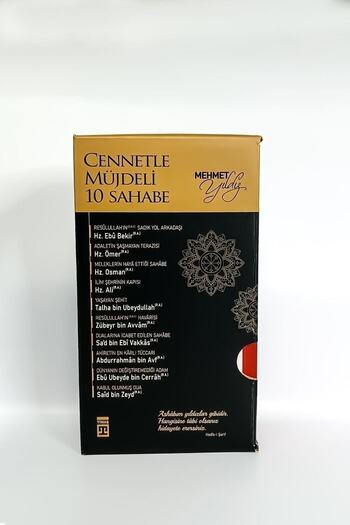 CENNETLE
MÜJDELİ
10 SAHABE
MEHMET
Yıldız
RESÛLULLAH'IN(S.A.V.) SADIK YOL ARKADAŞI
Hz. Ebû Bekir(R.A.)
ADALETİN ŞAŞMAYAN TERAZİSİ
Hz. Ömer(R.A.)
MELEKLERİN HAYÂ ETTİĞİ SAHÂBE
Hz. Osman(R.A.)
İLİM ŞEHRİNİN KAPISI
Hz. Ali(R.A.)
YAŞAYAN ŞEHİT
Talha bin Ubeydullah(R.A.)
RESÛLULLAH'IN(S.A.V.) HAVÂRİSİ
Zübeyr bin Avvâm(R.A.)
DUALARINA İCABET EDİLEN SAHÂBE
Sa'd bin Ebî Vakkâs(R.A.)
AHİRETİN EN KÂRLI TÜCCARI
Abdurrahmân bin Avf(R.A.)
DÜNYANIN DEĞİŞTİREMEDİĞİ ADAM
Ebû Ubeyde bin Cerrâh(R.A.)
KABUL OLUNMUŞ DUA
Saîd bin Zeyd(R.A.)
Ashâbım yıldızlar gibidir.
Hangisine tâbi olsanız
hidayete erersiniz.
Hadis-i Şerif
TİMAŞ